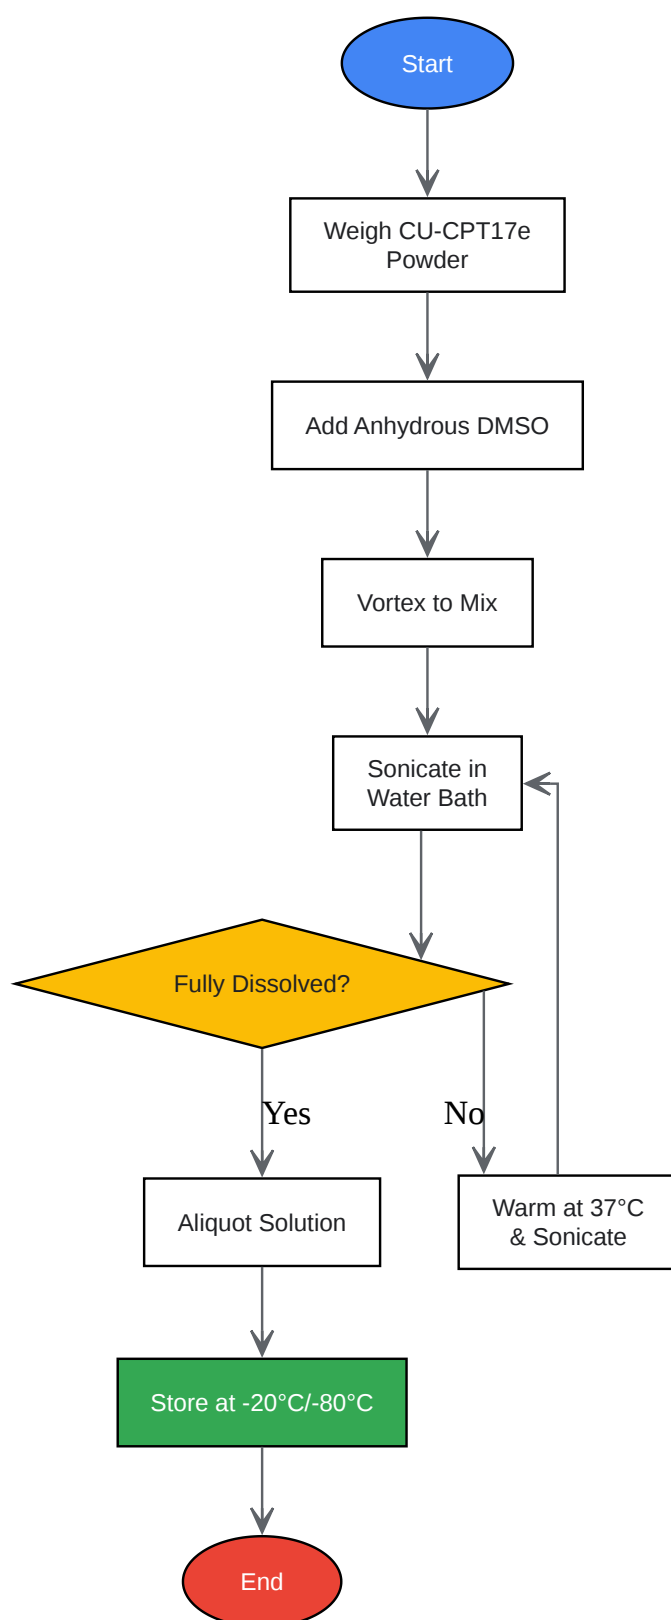 Start
Weigh CU-CPT17e
Powder
Add Anhydrous DMSO
Vortex to Mix
Sonicate in
Water Bath
Fully Dissolved?
Yes
No
Aliquot Solution
Warm at 37°C
& Sonicate
Store at -20°C/-80°C
End